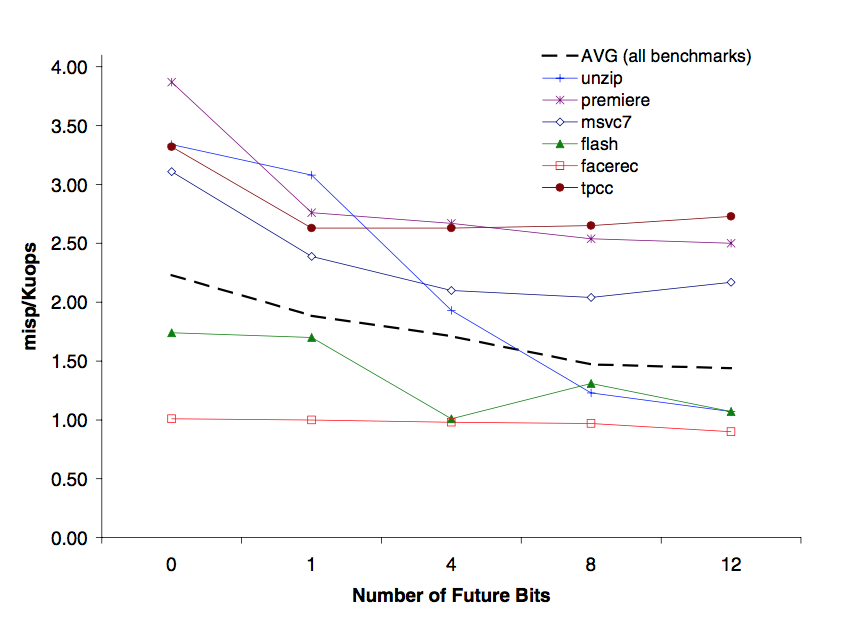 AVG (all benchmarks)
unzip
premiere
msvc7
flash
facerec
tpcc
4.00
3.50
3.00
2.50
2.00
1.50
1.00
0.50
0.00
misp/Kuops
0 1 4 8 12
Number of Future Bits